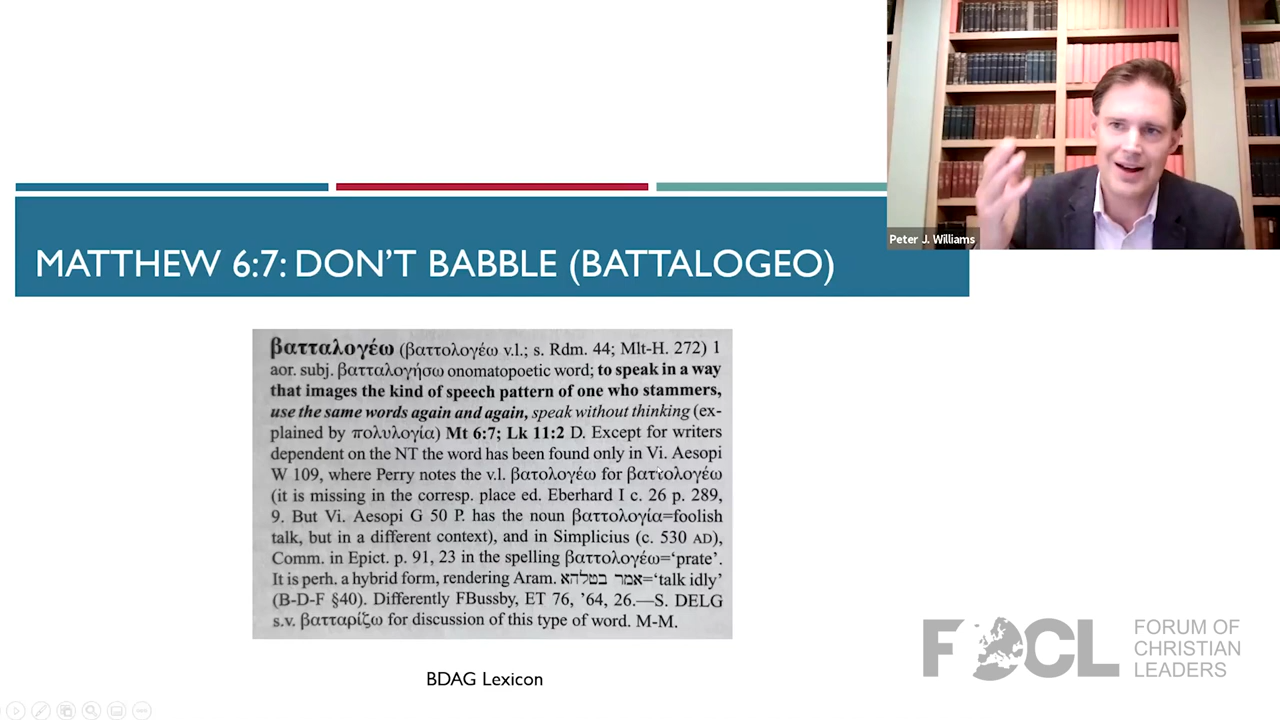 Peter J. Williams
MATTHEW 6:7: DON'T BABBLE (BATTALOGEO)
βατταλογέω (βαττολογέω v.l.; s. Rdm. 44; Mlt-H. 272) 1
aor. subj. βατταλογήσω onomatopoetic word; to speak in a way
that images the kind of speech pattern of one who stammers,
use the same words again and again, speak without thinking (ex-
plained by πολυλογία) Mt 6:7; Lk 11:2 D. Except for writers
dependent on the NT the word has been found only in Vi. Aesopi
W 109, where Perry notes the v.l. βατολογέω for βαττολογέω
(it is missing in the corresp. place ed. Eberhard I c. 26 p. 289,
9. But Vi. Aesopi G 50 P. has the noun βαττολογία=foolish
talk, but in a different context), and in Simplicius (c. 530 AD),
Comm. in Epict. p. 91, 23 in the spelling βαττολογέω='prate'.
It is perh. a hybrid form, rendering Aram. אמר בטלהא='talk idly'
(B-D-F §40). Differently FBussby, ET 76, '64, 26.—S. DELG
s.v. βατταρίζω for discussion of this type of word. M-M.
BDAG Lexicon
FOCL
FORUM OF
CHRISTIAN
LEADERS